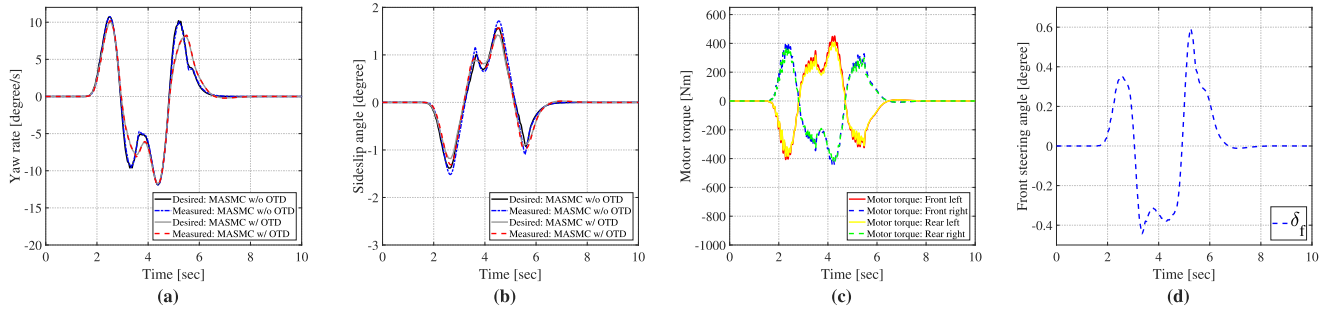 10
5
0
-5
-10
-15
-20
Yaw rate [degree/s]
Desired: MASMC w/o OTD
Measured: MASMC w/o OTD
Desired: MASMC w/ OTD
Measured: MASMC w/ OTD
0 2 4 6 8 10
Time [sec]
(a)
2
1
0
-1
-2
-3
Sideslip angle [degree]
Desired: MASMC w/o OTD
Measured: MASMC w/o OTD
Desired: MASMC w/ OTD
Measured: MASMC w/ OTD
0 2 4 6 8 10
Time [sec]
(b)
600
400
200
0
-200
-400
-600
-800
-1000
Motor torque [Nm]
Motor torque: Front left
Motor torque: Front right
Motor torque: Rear left
Motor torque: Rear right
0 2 4 6 8 10
Time [sec]
(c)
0.6
0.4
0.2
0
-0.2
-0.4
Front steering angle [degree]
δf
0 2 4 6 8 10
Time [sec]
(d)